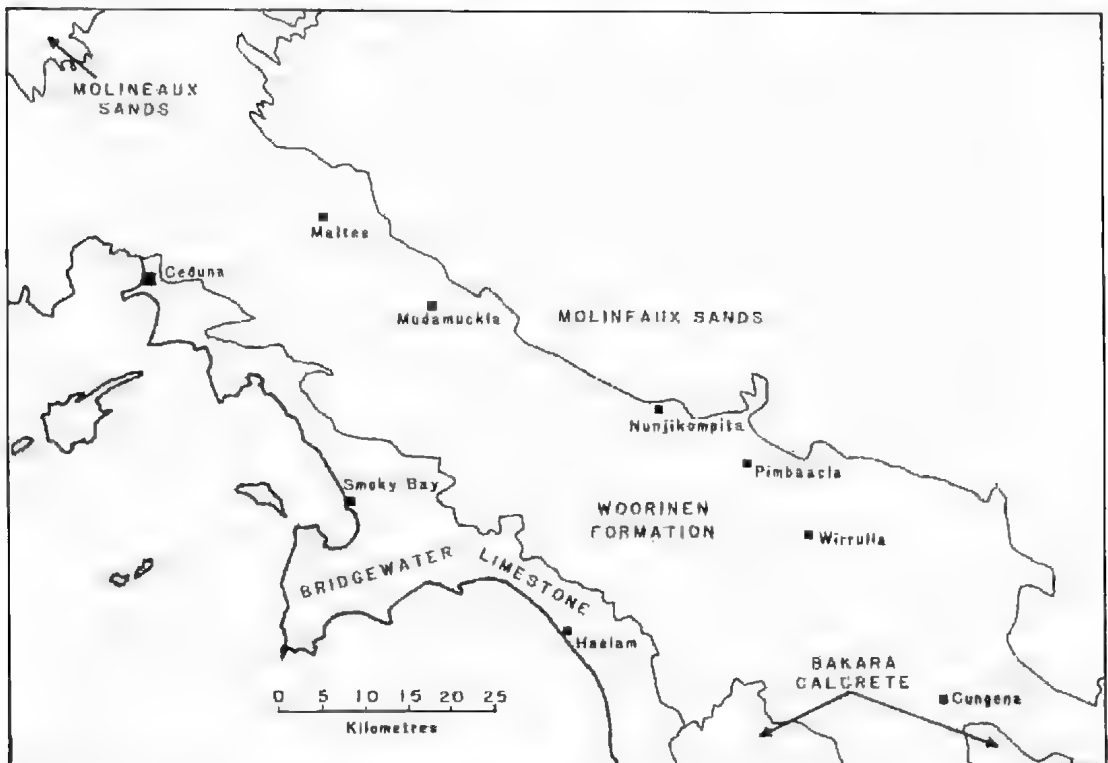 MOLINEAUX
SANDS
Maltee
Ceduna
Mudamuckla
MOLINEAUX SANDS
Nunjikompita
Pimbaacla
Smoky Bay
WOORINEN
FORMATION
Wirrulla
BRIDGEWATER LIMESTONE
Haslam
BAKARA
CALCRETE
Cungena
0 5 10 15 20 25
Kilometres